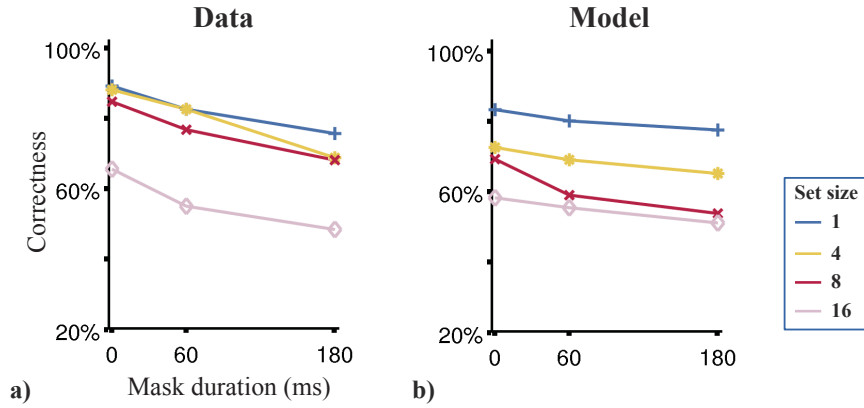 Data
Model
100%
60%
20%
Correctness
0
60
180
Mask duration (ms)
a)
100%
60%
20%
0
60
180
b)
Set size
1
4
8
16